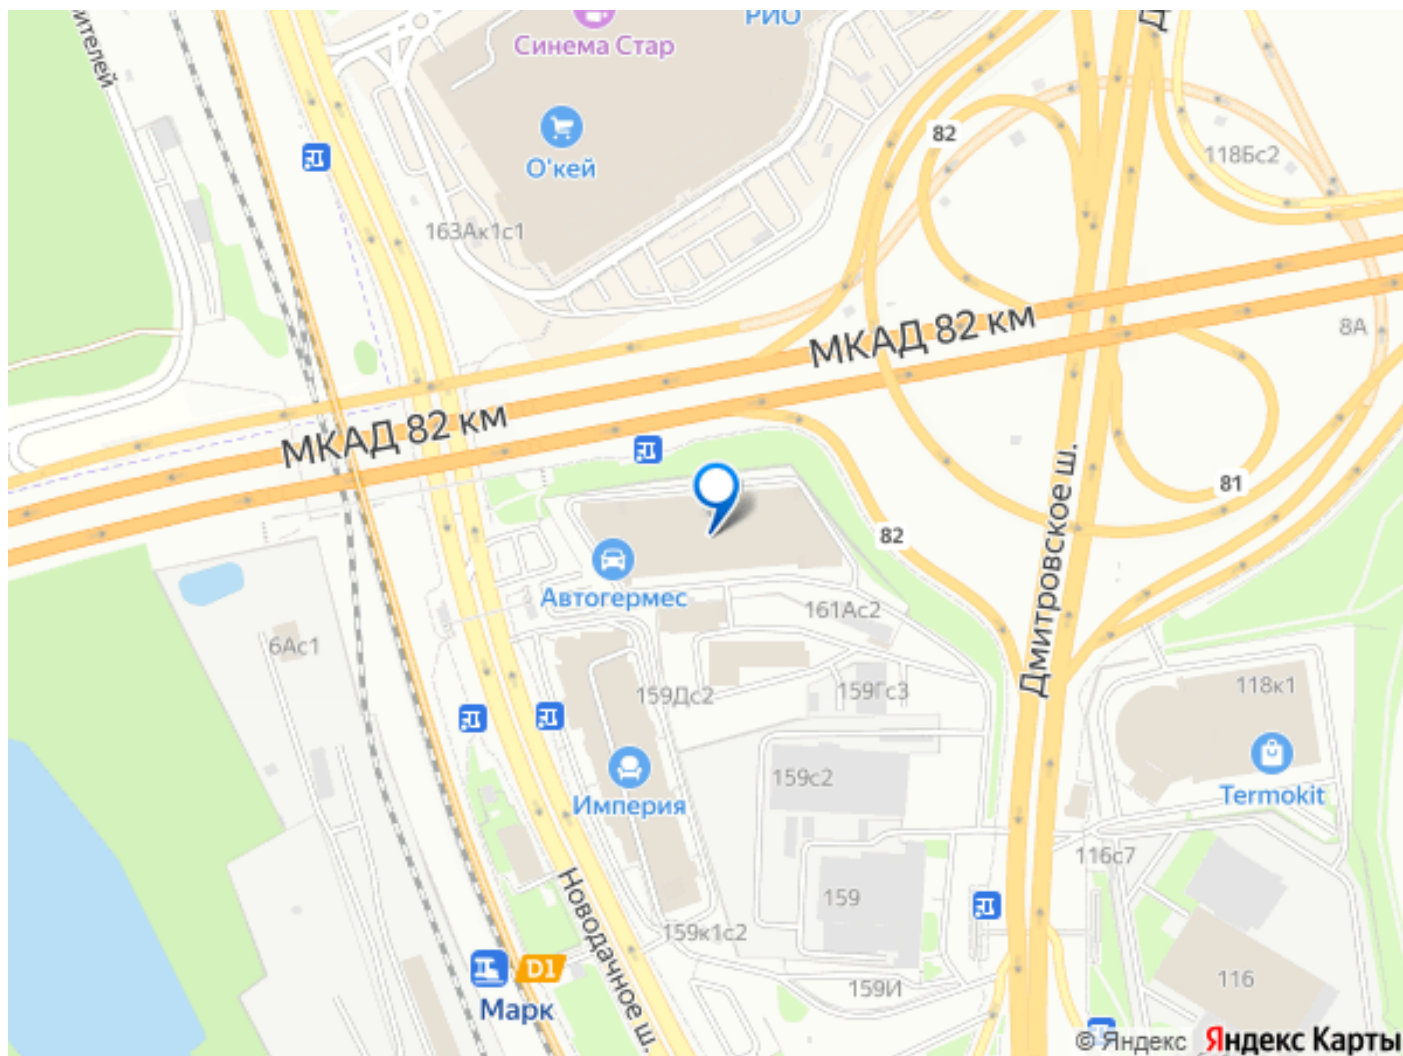 РИО
Синема Стар
О'кей
82
118Бс2
163Ак1с1
8А
МКАД 82 км
МКАД 82 км
81
82
Дмитровское ш.
Автогермес
161Ас2
6Ас1
159Дс2
159Гс3
118к1
159с2
Империя
Termokit
116с7
159
Новодачное ш.
159к1с2
D1
Марк
159И
116
© Яндекс Яндекс Карты